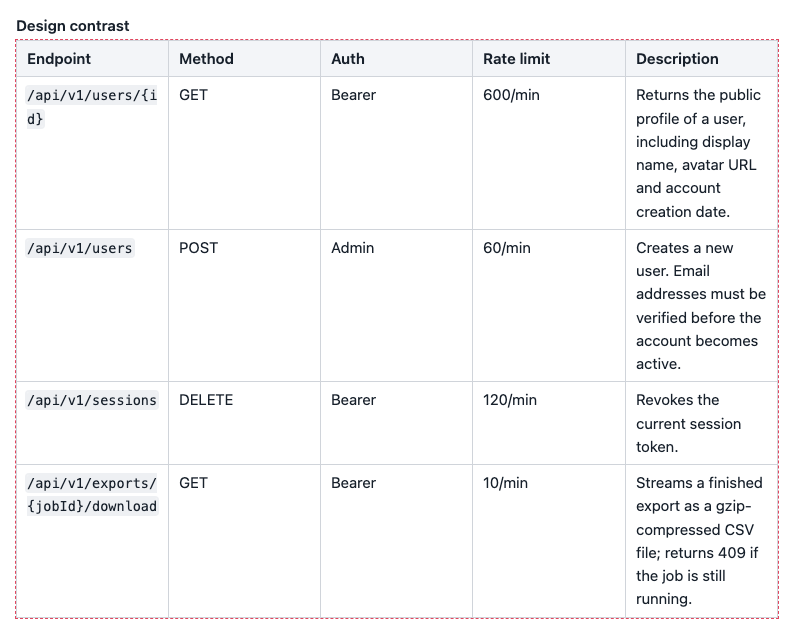 Design contrast
Endpoint Method Auth Rate limit Description
/api/v1/users/{i
d}
GET
Bearer
600/min
Returns the public
profile of a user,
including display
name, avatar URL
and account
creation date.
/api/v1/users
POST
Admin
60/min
Creates a new
user. Email
addresses must be
verified before the
account becomes
active.
/api/v1/sessions
DELETE
Bearer
120/min
Revokes the
current session
token.
/api/v1/exports/
{jobId}/download
GET
Bearer
10/min
Streams a finished
export as a gzip-
compressed CSV
file; returns 409 if
the job is still
running.